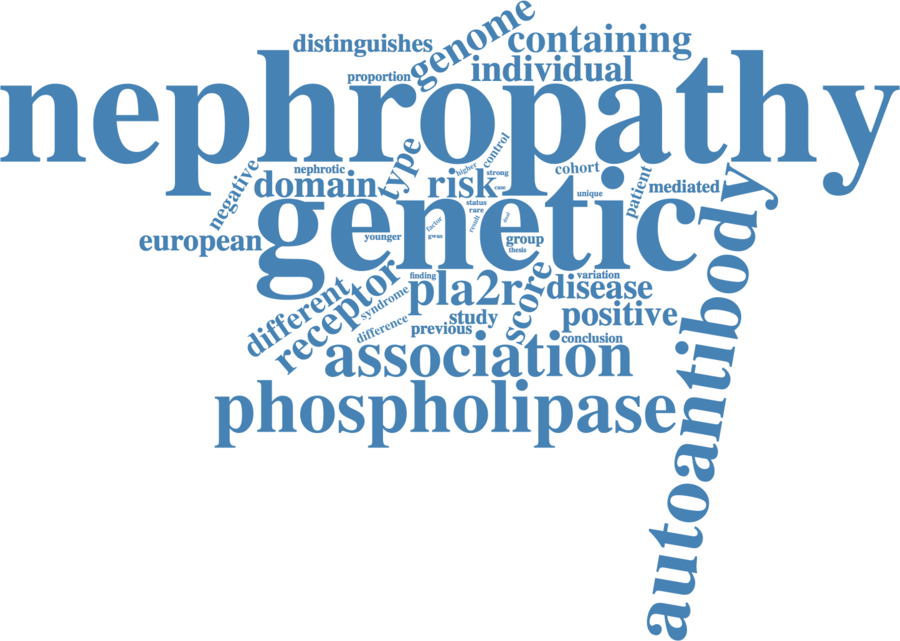 distinguishes
genome
containing
proportion
individual
nephropathy
nephrotic
type
higher
control
strong
cohort
negative
domain
risk
case
unique
patient
mediated
status
rare
genetic
european
younger
factor
gwas
result
group
thesis
autoantibody
finding
variation
different
receptor
syndrome
pla2r
score
disease
difference
study
previous
positive
conclusion
association
phospholipase